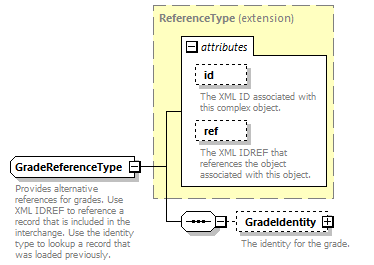 ReferenceType (extension)
attributes
id
The XML ID associated with
this complex object.
ref
The XML IDREF that
references the object
associated with this object.
GradeReferenceType
Provides alternative
references for grades. Use
XML IDREF to reference a
record that is included in the
interchange. Use the identity
type to lookup a record that
was loaded previously.
GradeIdentity
The identity for the grade.